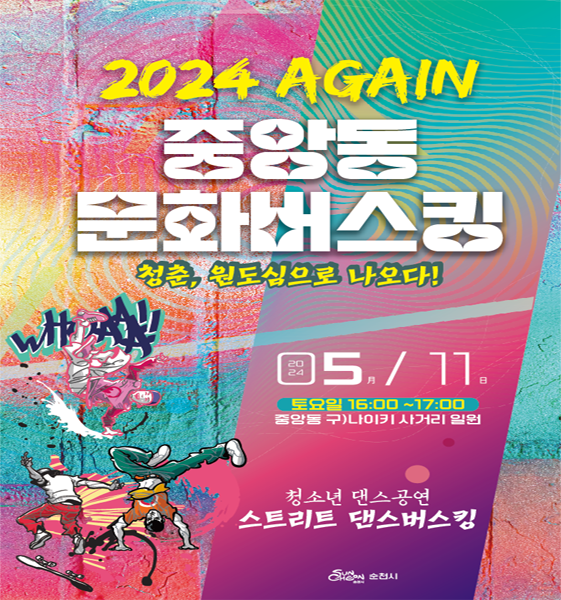 2024 AGAIN
중앙동
문화버스킹
청춘, 원도심으로 나오다!
2024 05月 / 11日
토요일 16:00 ~17:00
중앙동 구)나이키 사거리 일원
청소년 댄스공연
스트리트 댄스버스킹
SUNCHEON 순천시